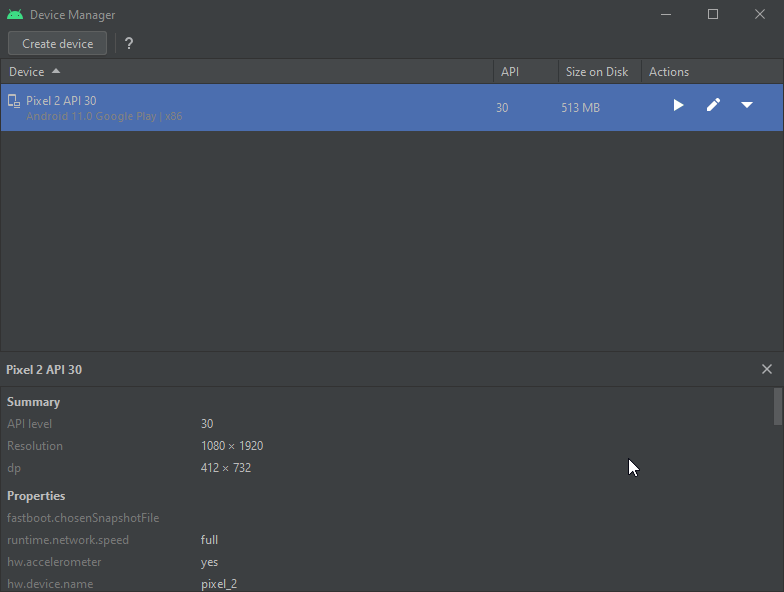 Device Manager
Create device ?
Device API Size on Disk Actions
Pixel 2 API 30
Android 11.0 Google Play | x86
30 513 MB
Pixel 2 API 30
Summary
API level 30
Resolution 1080 × 1920
dp 412 × 732
Properties
fastboot.chosenSnapshotFile
runtime.network.speed full
hw.accelerometer yes
hw.device.name pixel_2